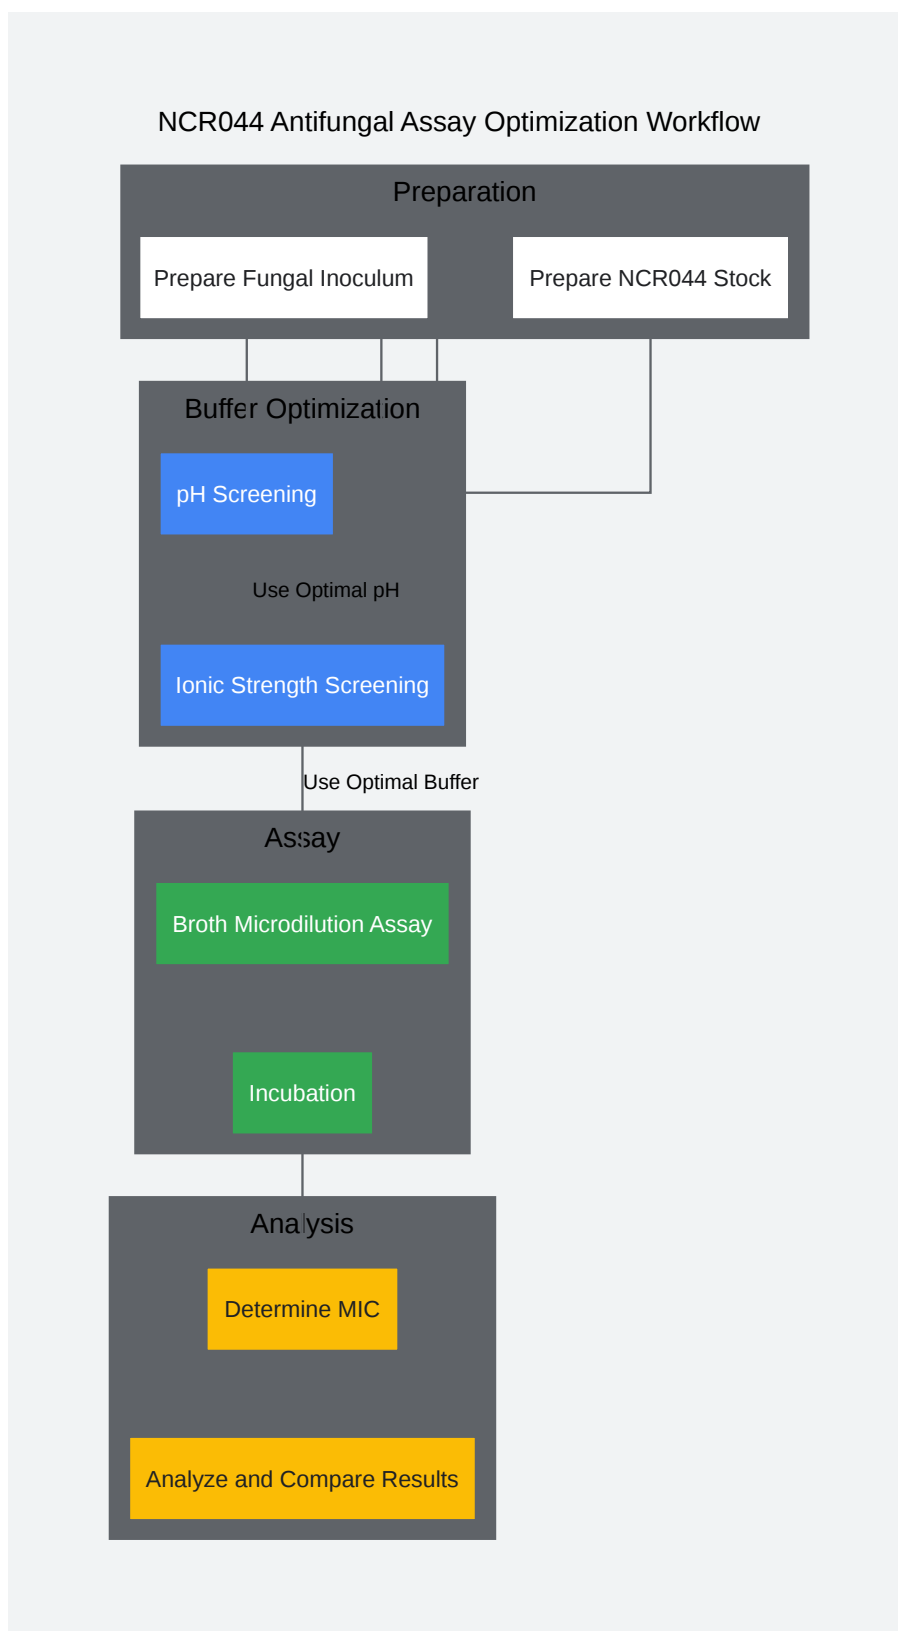 NCR044 Antifungal Assay Optimization Workflow
Preparation
Prepare Fungal Inoculum
Prepare NCR044 Stock
Buffer Optimization
pH Screening
Use Optimal pH
Ionic Strength Screening
Use Optimal Buffer
Assay
Broth Microdilution Assay
Incubation
Analysis
Determine MIC
Analyze and Compare Results